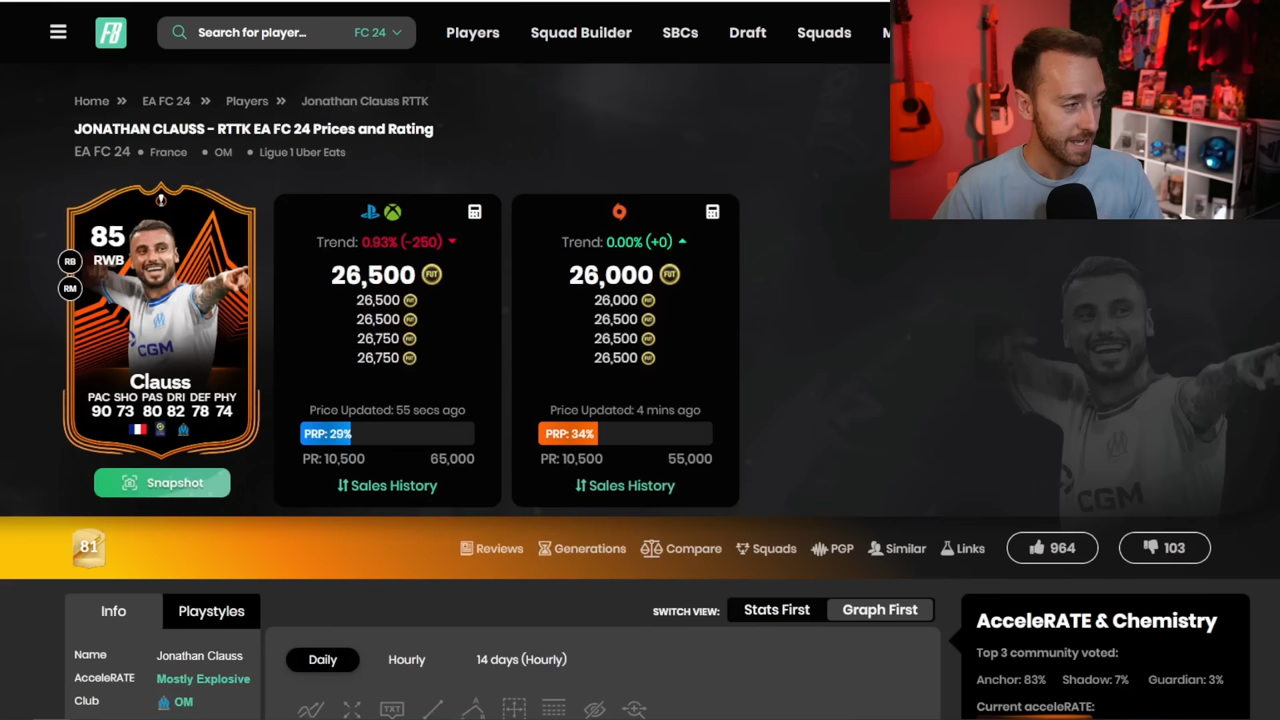 FB
Search for player...
FC 24
Players
Squad Builder
SBCs
Draft
Squads
Home » EA FC 24 » Players » Jonathan Clauss RTTK
JONATHAN CLAUSS - RTTK EA FC 24 Prices and Rating
EA FC 24 • France • OM • Ligue 1 Uber Eats
85
RWB
RB
RM
CGM
Clauss
PAC SHO PAS DRI DEF PHY
90 73 80 82 78 74
Snapshot
Trend: 0.93% (-250)
26,500 FUT
26,500
26,500
26,750
26,750
Price Updated: 55 secs ago
PRP: 29%
PR: 10,500 65,000
Sales History
Trend: 0.00% (+0)
26,000 FUT
26,000
26,500
26,500
26,500
Price Updated: 4 mins ago
PRP: 34%
PR: 10,500 55,000
Sales History
CGM
81
Reviews
Generations
Compare
Squads
PGP
Similar
Links
964
103
Info
Playstyles
SWITCH VIEW:
Stats First
Graph First
Name Jonathan Clauss
AcceleRATE Mostly Explosive
Club OM
Daily
Hourly
14 days (Hourly)
TXT
AcceleRATE & Chemistry
Top 3 community voted:
Anchor: 83% Shadow: 7% Guardian: 3%
Current acceleRATE: